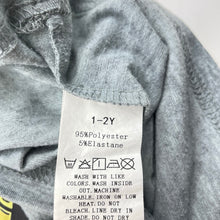 1-2Y
95%Polyester
5%Elastane
WASH WITH LIKE
COLORS. WASH INSIDE
OUT. MACHINE
WASHABLE. IRON ON LOW
HEAT. DO NOT
BLEACH. LINE DRY IN
SHADE. DO NOT DRY